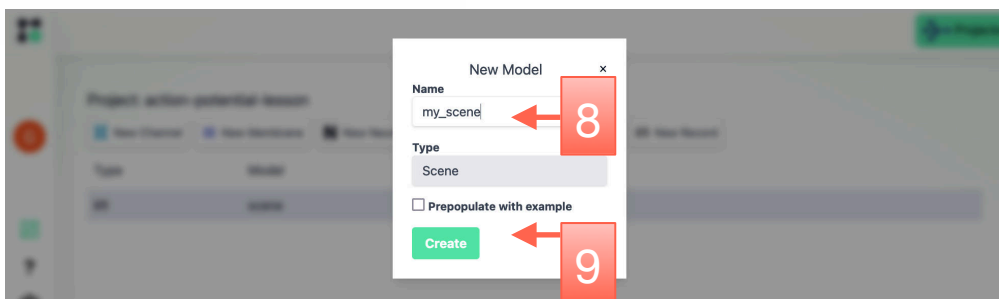 New Model ×
Name
my_scene
8
Type
Scene
Prepopulate with example
Create
9
Project: action-potential-lesson
New Channel New Membrane New Record
Type Model
scene
?